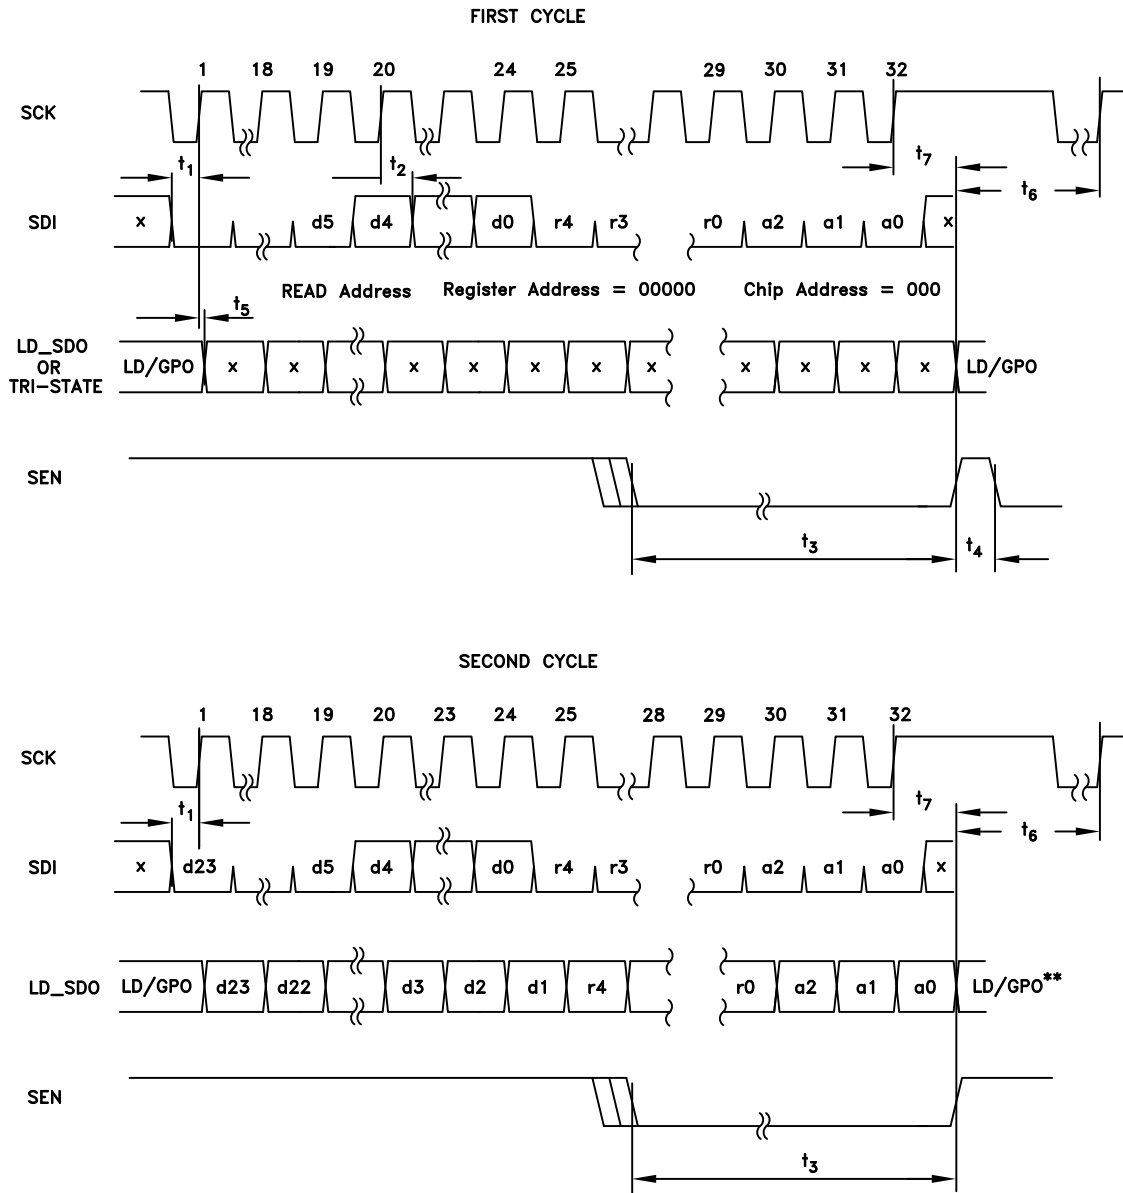 FIRST CYCLE
1 18 19 20 24 25 29 30 31 32
SCK
t1 t2 t7 t6
SDI x d5 d4 d0 r4 r3 r0 a2 a1 a0 x
READ Address Register Address = 00000 Chip Address = 000
t5
LD_SDO
OR
TRI-STATE
LD/GPO x x x x x x x x x x x LD/GPO
SEN
t3 t4
SECOND CYCLE
1 18 19 20 23 24 25 28 29 30 31 32
SCK
t1 t7 t6
SDI x d23 d5 d4 d0 r4 r3 r0 a2 a1 a0 x
LD_SDO LD/GPO d23 d22 d3 d2 d1 r4 r0 a2 a1 a0 LD/GPO**
SEN
t3